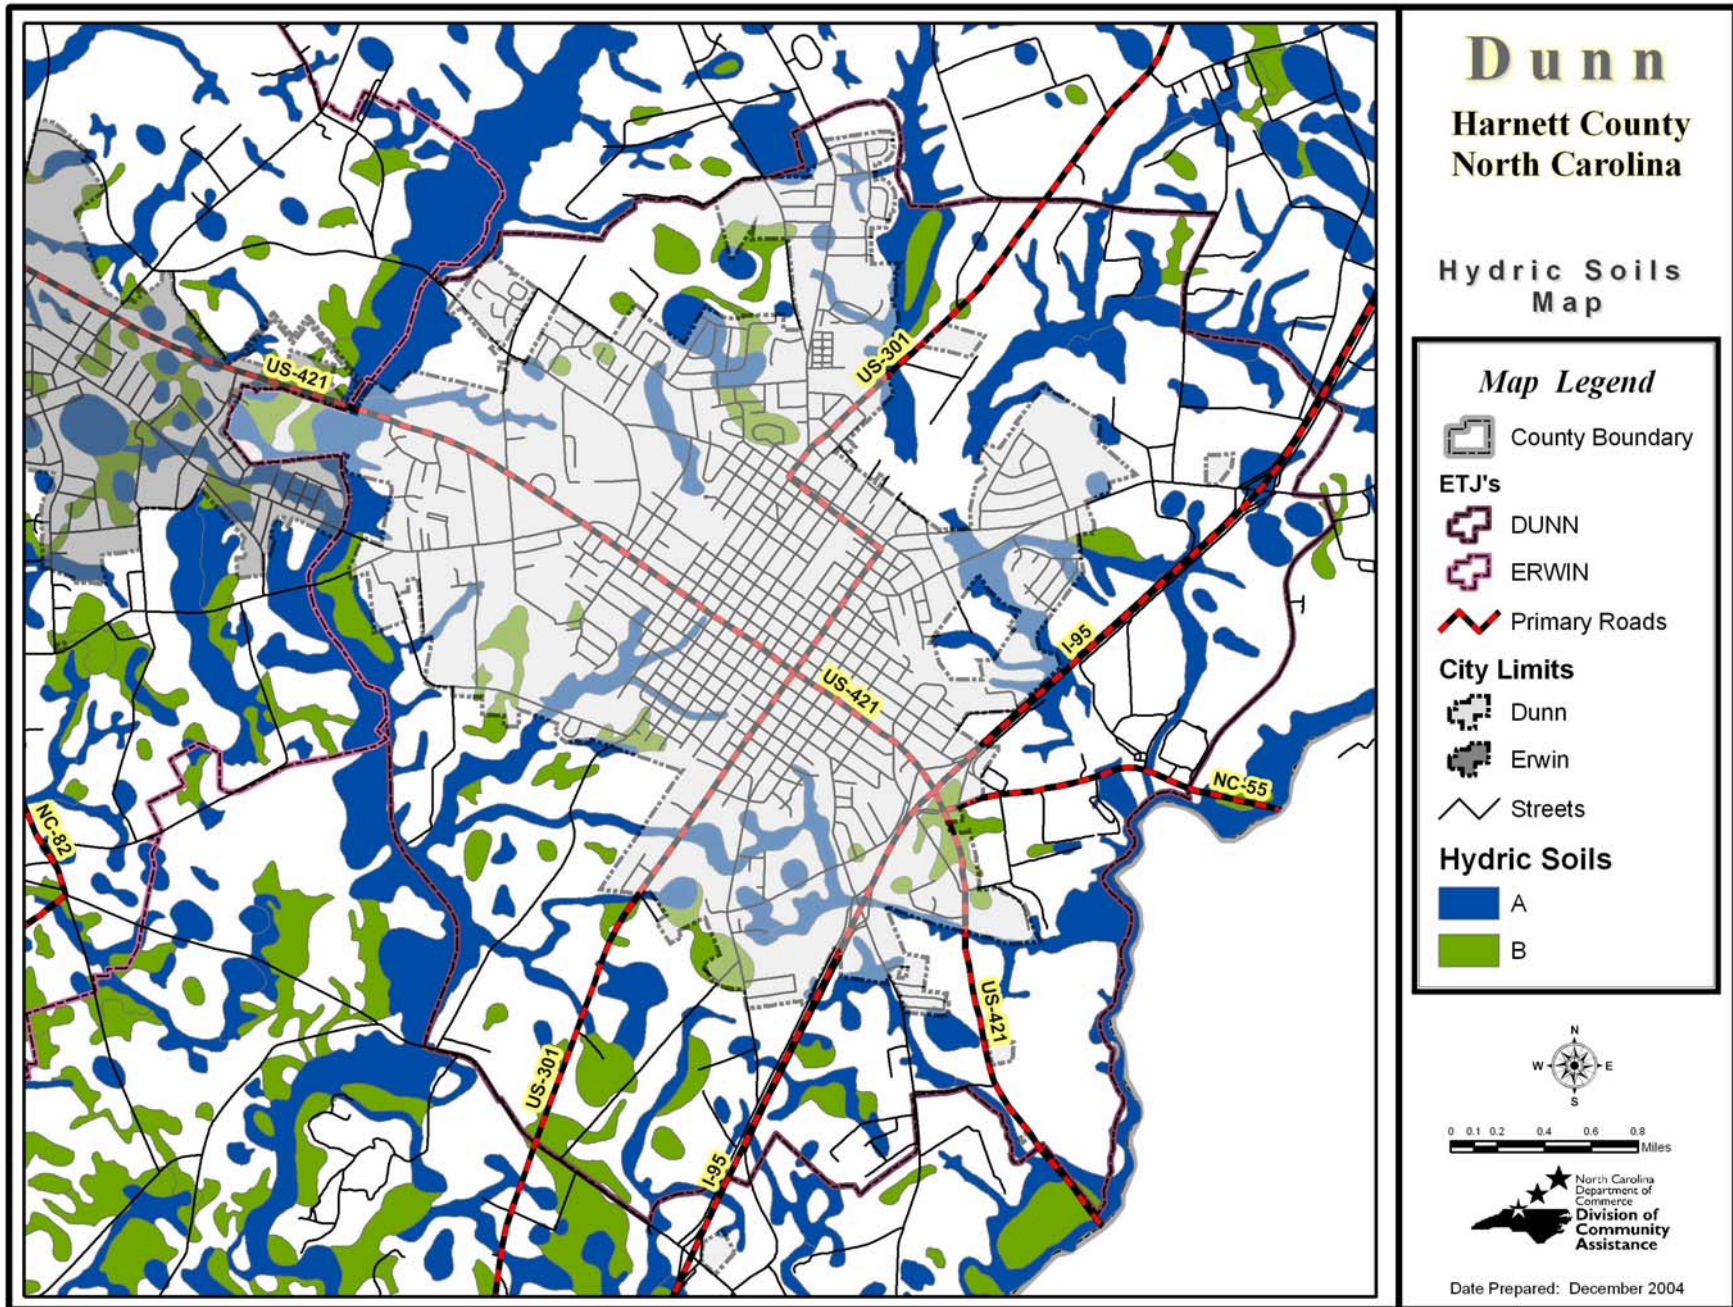 Dunn
Harnett County
North Carolina
Hydric Soils
Map
Map Legend
County Boundary
ETJ's
DUNN
ERWIN
Primary Roads
City Limits
Dunn
Erwin
Streets
Hydric Soils
A
B
N
W
E
S
0 0.1 0.2 0.4 0.6 0.8
Miles
North Carolina
Department of
Commerce
Division of
Community
Assistance
Date Prepared: December 2004
US-421
US-301
I-95
US-421
NC-55
NC-82
US-421
US-301
I-95